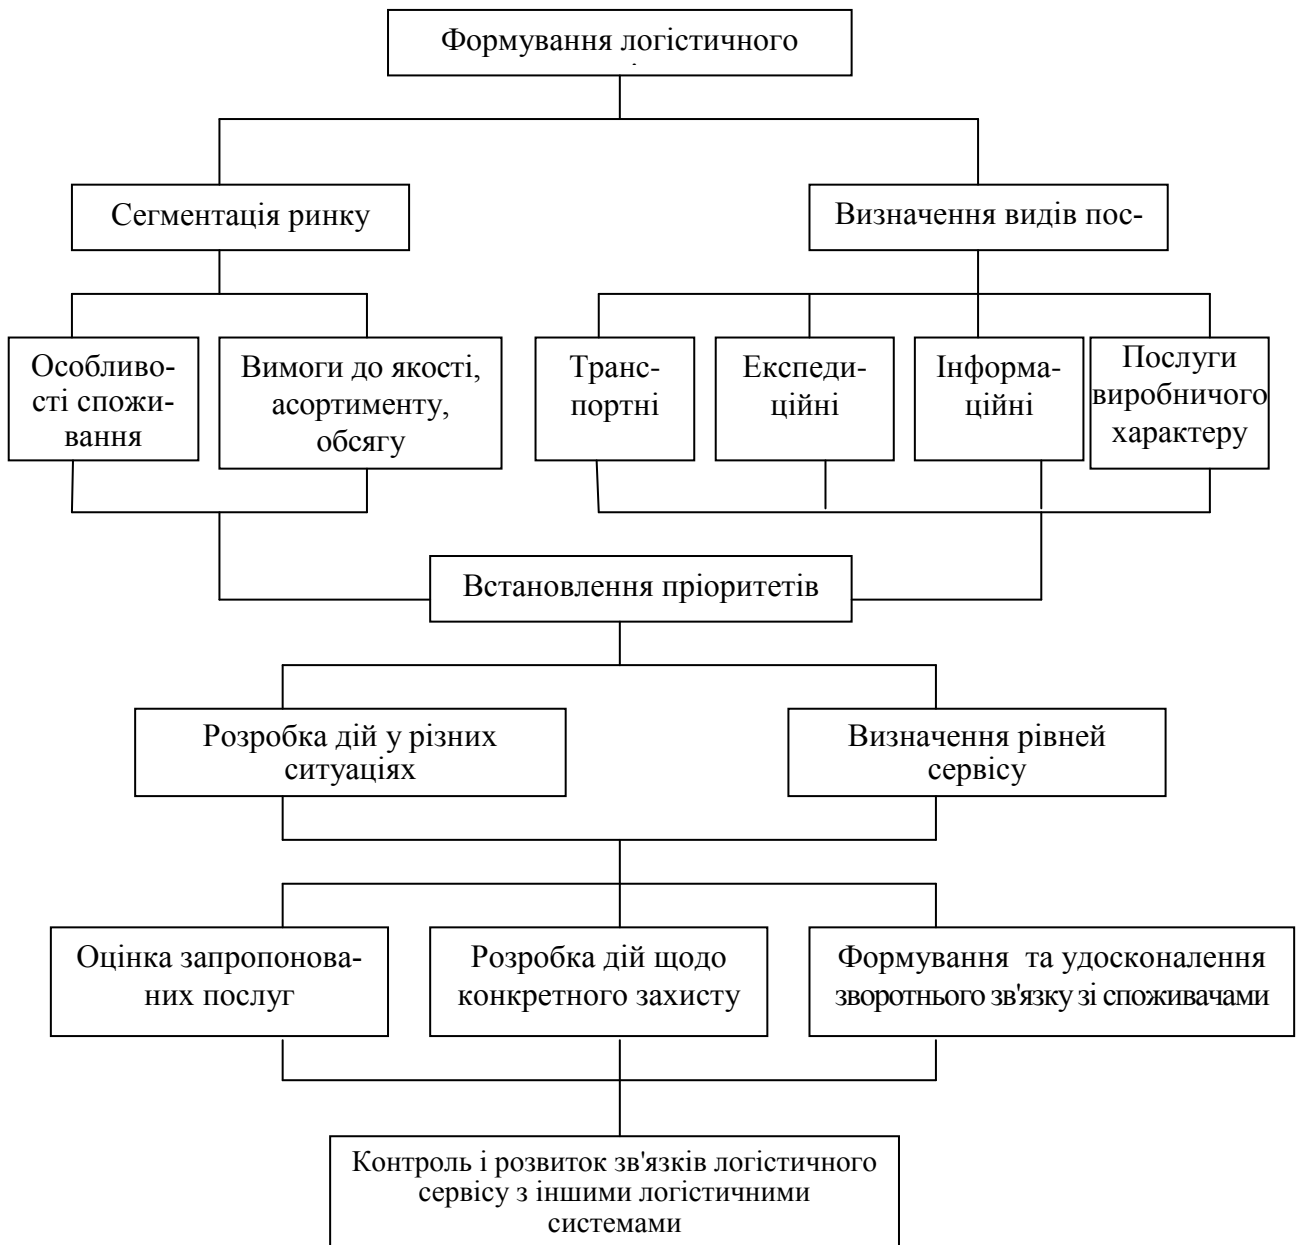 Формування логістичного
Сегментація ринку
Визначення видів пос-
Особливо-
сті спожи-
вання
Вимоги до якості,
асортименту,
обсягу
Транс-
портні
Експеди-
ційні
Інформа-
ційні
Послуги
виробничого
характеру
Встановлення пріоритетів
Розробка дій у різних
ситуаціях
Визначення рівней
сервісу
Оцінка запропонова-
них послуг
Розробка дій щодо
конкретного захисту
Формування та удосконалення
зворотнього зв'язку зі споживачами
Контроль і розвиток зв'язків логістичного
сервісу з іншими логістичними
системами